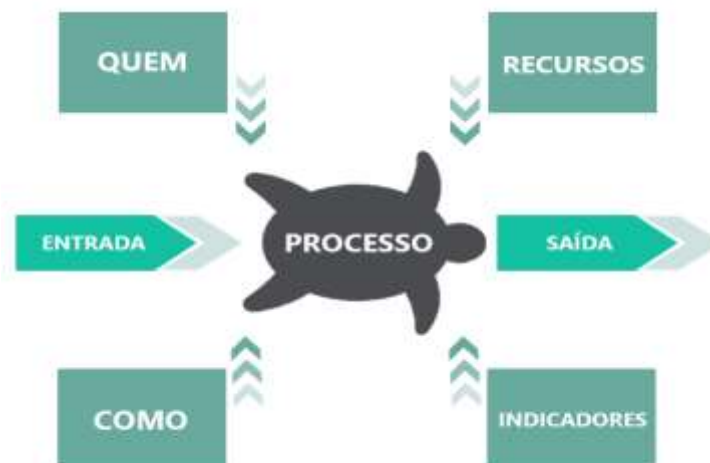 QUEM
RECURSOS
ENTRADA
PROCESSO
SAÍDA
COMO
INDICADORES